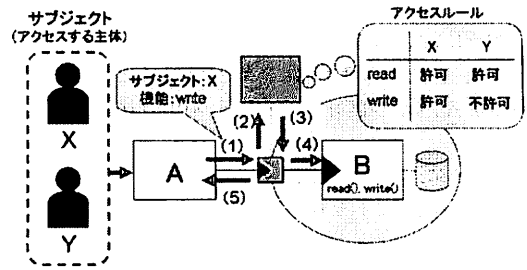 サブジェクト
(アクセスする主体)
X
Y
サブジェクト:X
機能:write
(1)
(2)
(3)
(4)
(5)
A
B
read(), write()
アクセスルール
X Y
read 許可 許可
write 許可 不許可